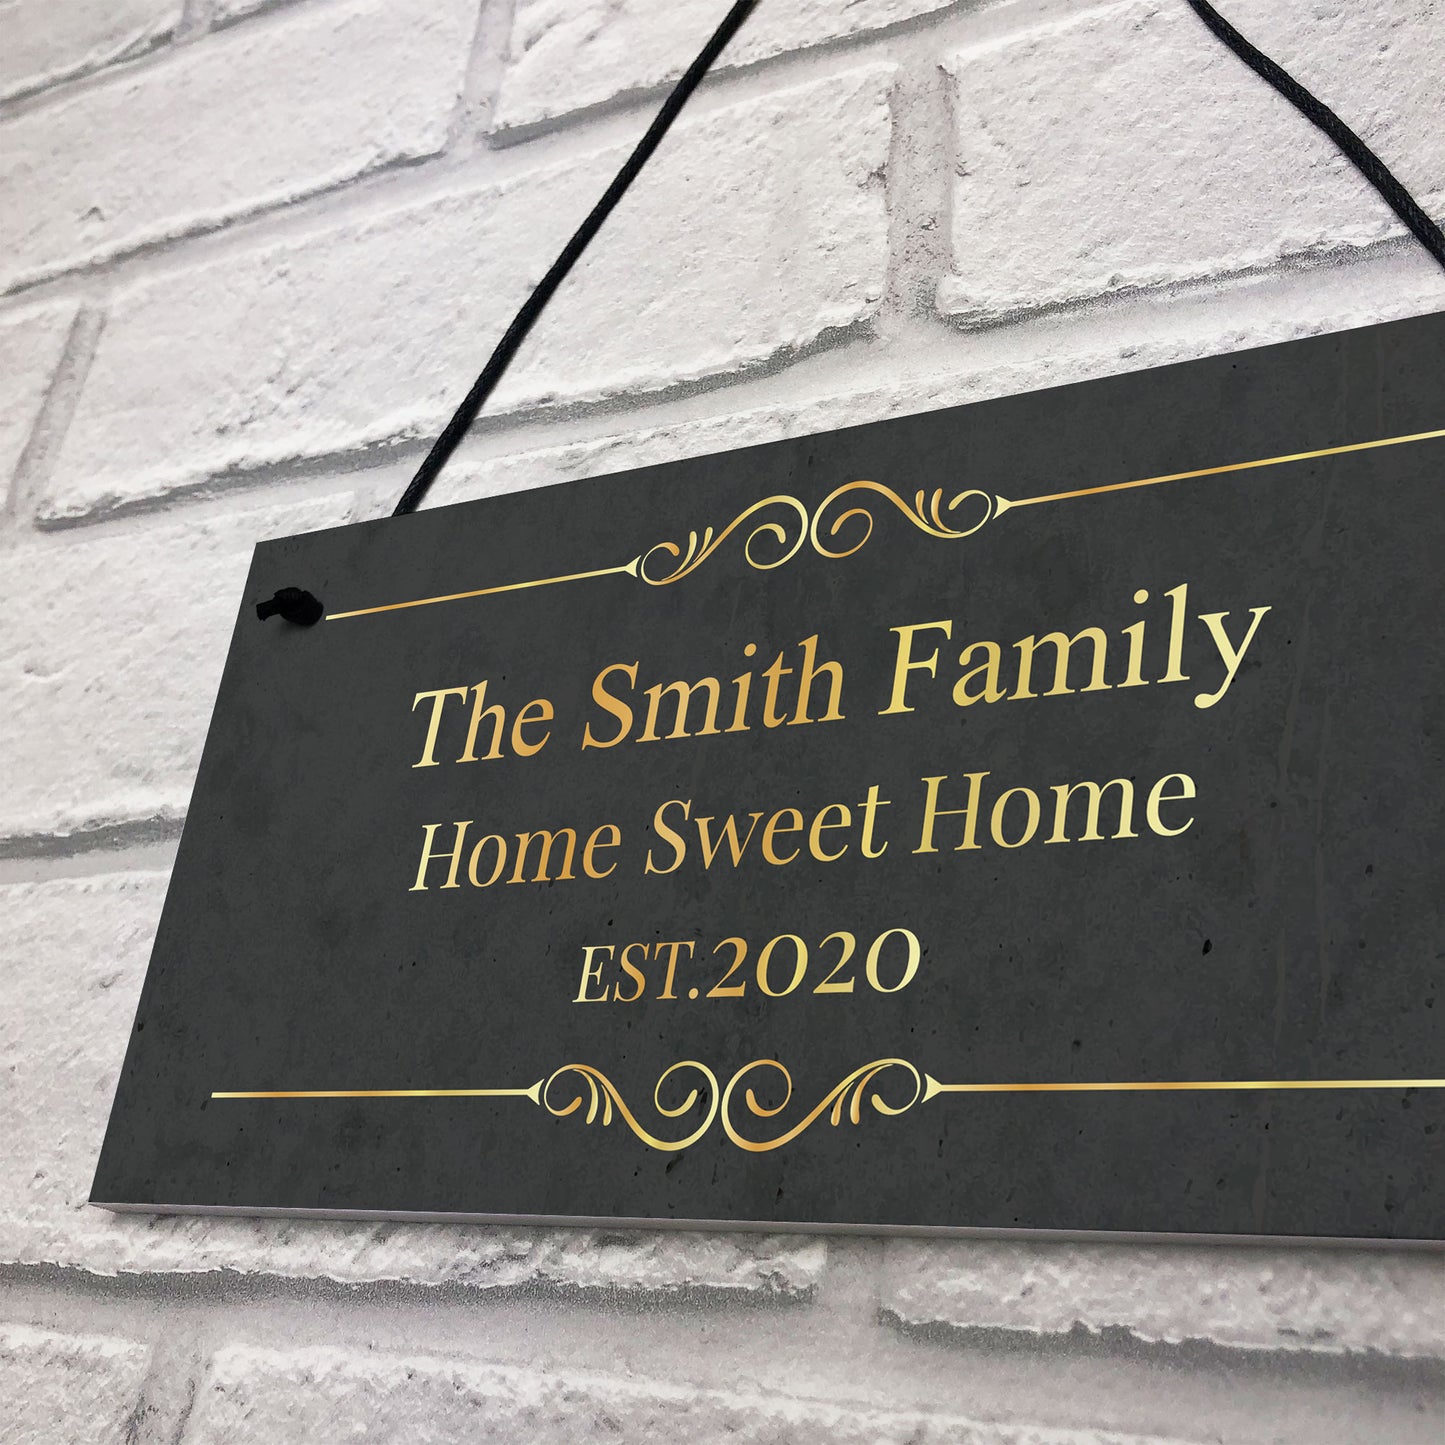 The Smith Family
Home Sweet Home
EST.2020